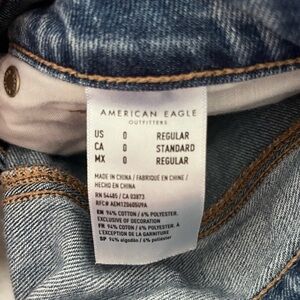 AMERICAN EAGLE
OUTFITTERS
US 0 REGULAR
CA 0 STANDARD
MX 0 REGULAR
MADE IN CHINA / FABRIQUÉ EN CHINE /
HECHO EN CHINA
RN 54485 / CA 03873
EN 94% COTTON / 6% POLYESTER.
EXCLUSIVE OF DECORATION
FR 94% COTON / 6% POLYESTER. À
L'EXCEPTION DE LA GARNITURE
SP 94% algodón / 6% poliéster